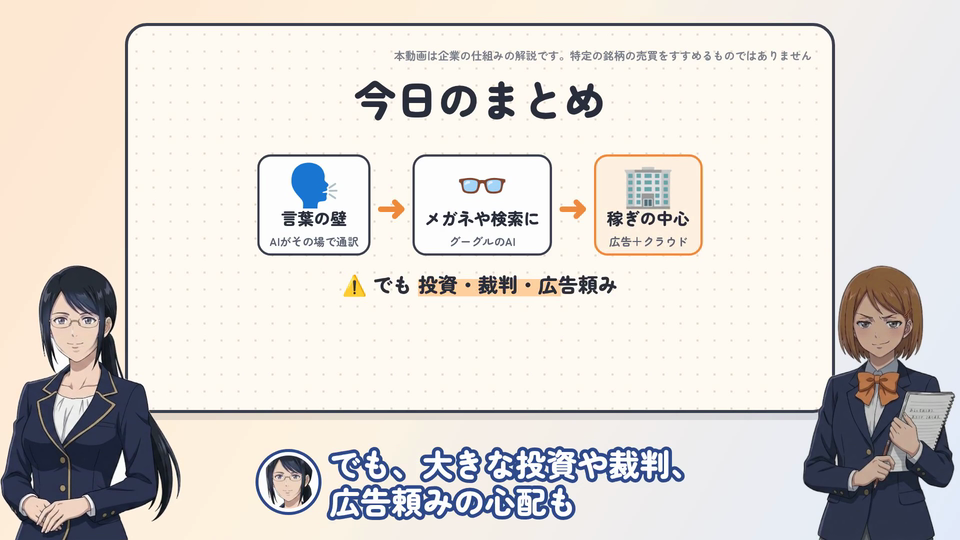 本動画は企業の仕組みの解説です。特定の銘柄の売買をすすめるものではありません
今日のまとめ
言葉の壁
AIがその場で通訳
メガネや検索に
グーグルのAI
稼ぎの中心
広告＋クラウド
でも 投資・裁判・広告頼み
でも、大きな投資や裁判、
広告頼みの心配も